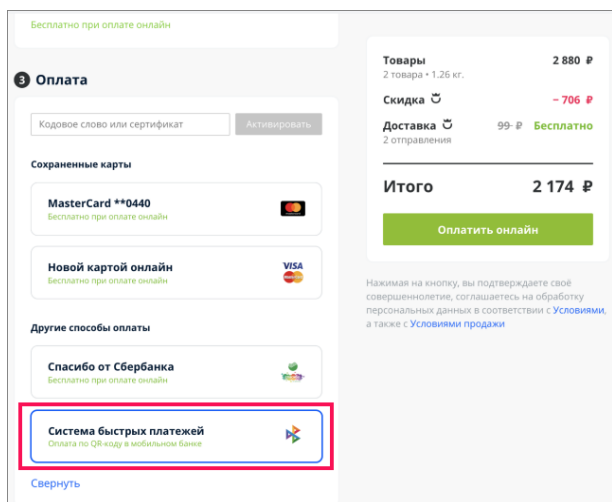 Бесплатно при оплате онлайн
3 Оплата
Кодовое слово или сертификат
Активировать
Сохраненные карты
MasterCard **0440
Бесплатно при оплате онлайн
Новой картой онлайн
Бесплатно при оплате онлайн
VISA
Другие способы оплаты
Спасибо от Сбербанка
Бесплатно при оплате онлайн
Система быстрых платежей
Оплата по QR-коду в мобильном банке
Свернуть
Товары 2 880 ₽
2 товара • 1.26 кг.
Скидка – 706 ₽
Доставка 99 ₽ Бесплатно
2 отправления
Итого 2 174 ₽
Оплатить онлайн
Нажимая на кнопку, вы подтверждаете своё
совершеннолетие, соглашаетесь на обработку
персональных данных в соответствии с Условиями,
а также с Условиями продажи